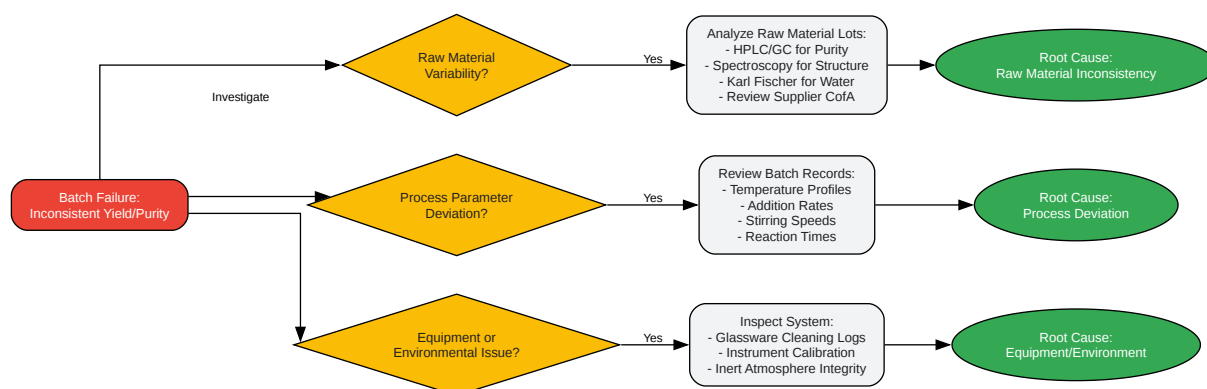 Raw Material
Variability?
Yes
Analyze Raw Material Lots:
- HPLC/GC for Purity
- Spectroscopy for Structure
- Karl Fischer for Water
- Review Supplier CofA
Root Cause:
Raw Material Inconsistency
Investigate
Batch Failure:
Inconsistent Yield/Purity
Process Parameter
Deviation?
Yes
Review Batch Records:
- Temperature Profiles
- Addition Rates
- Stirring Speeds
- Reaction Times
Root Cause:
Process Deviation
Equipment or
Environmental Issue?
Yes
Inspect System:
- Glassware Cleaning Logs
- Instrument Calibration
- Inert Atmosphere Integrity
Root Cause:
Equipment/Environment